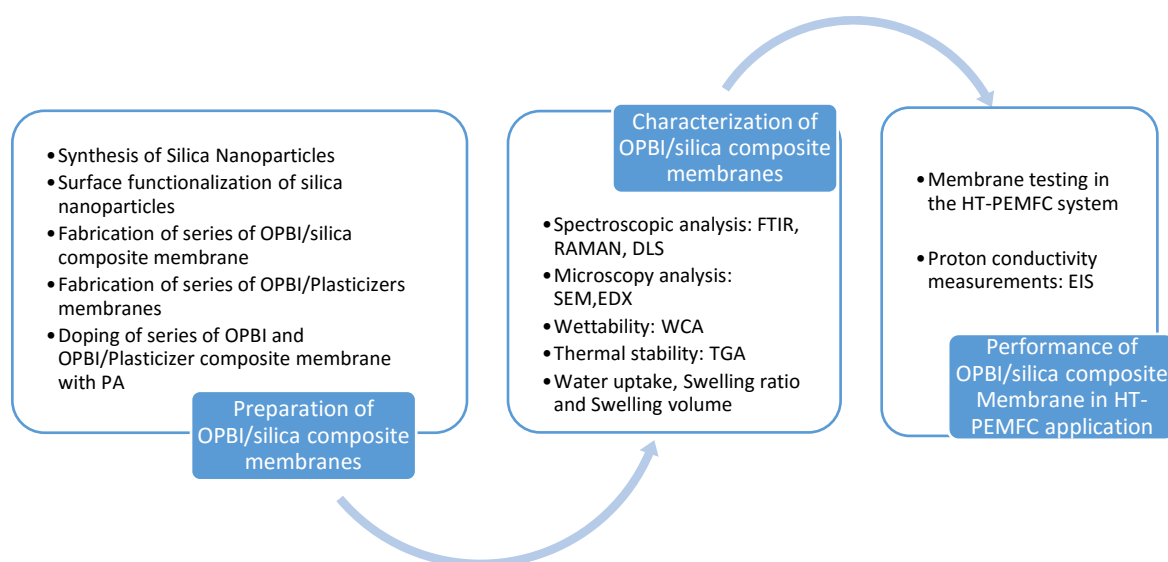 •Synthesis of Silica Nanoparticles
•Surface functionalization of silica
nanoparticles
•Fabrication of series of OPBI/silica
composite membrane
•Fabrication of series of OPBI/Plasticizers
membranes
•Doping of series of OPBI and
OPBI/Plasticizer composite membrane
with PA
Preparation of
OPBI/silica composite
membranes
Characterization of
OPBI/silica composite
membranes
•Spectroscopic analysis: FTIR,
RAMAN, DLS
•Microscopy analysis:
SEM,EDX
•Wettability: WCA
•Thermal stability: TGA
•Water uptake, Swelling ratio
and Swelling volume
•Membrane testing in
the HT-PEMFC system
•Proton conductivity
measurements: EIS
Performance of
OPBI/silica composite
Membrane in HT-
PEMFC application